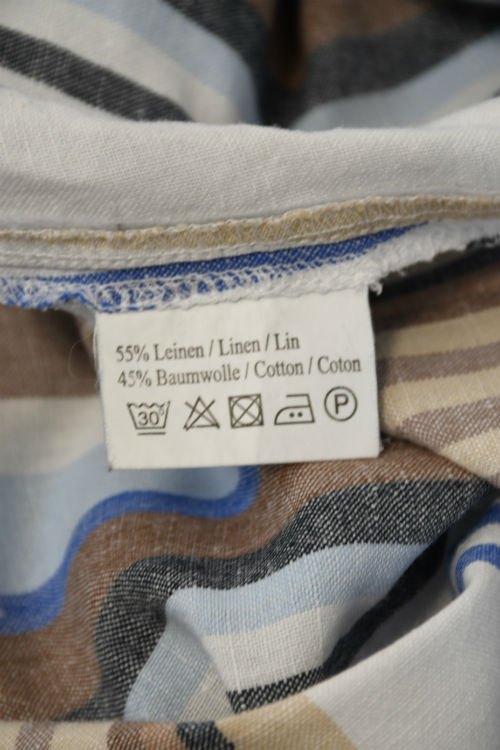 55% Leinen / Linen / Lin
45% Baumwolle / Cotton / Coton
30° P